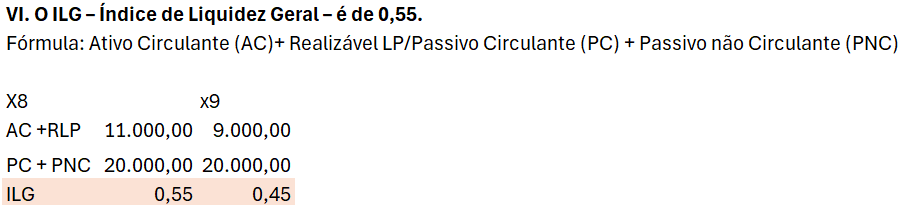 VI. O ILG – Índice de Liquidez Geral – é de 0,55.
Fórmula: Ativo Circulante (AC)+ Realizável LP/Passivo Circulante (PC) + Passivo não Circulante (PNC)
X8 x9
AC +RLP 11.000,00 9.000,00
PC + PNC 20.000,00 20.000,00
ILG 0,55 0,45